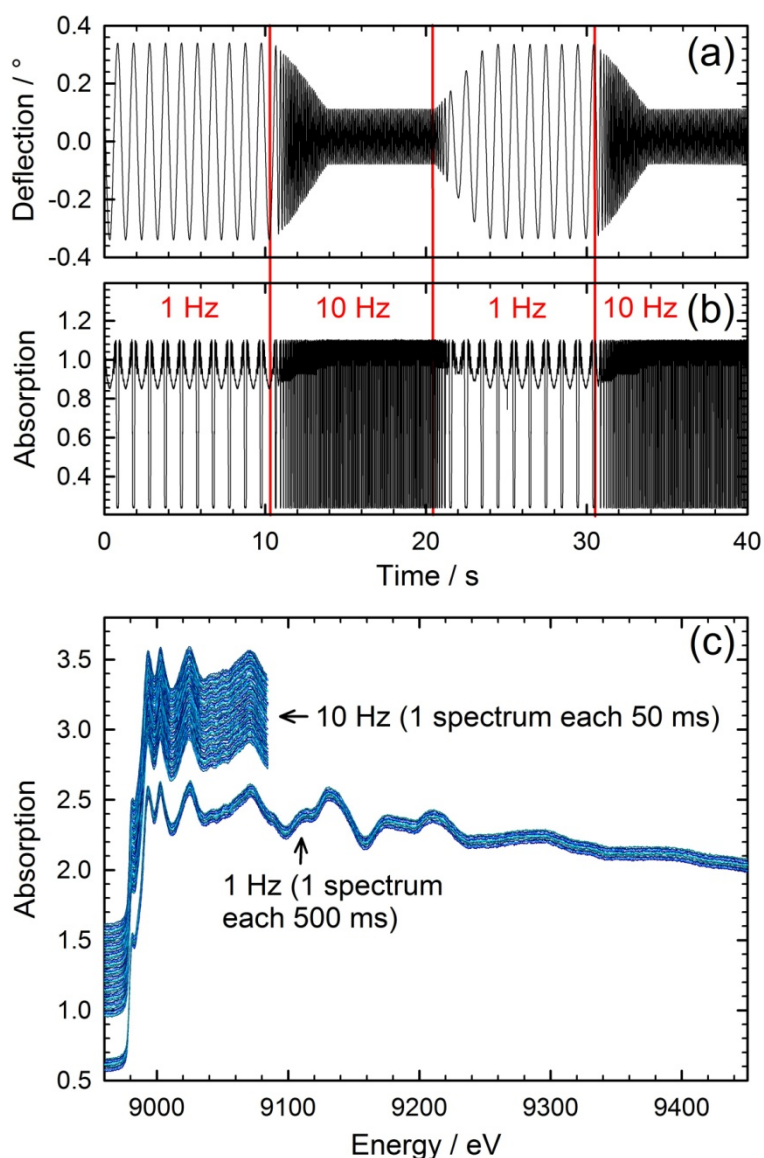 (a)
0.4
0.2
0.0
-0.2
-0.4
Deflection / °
1 Hz
10 Hz
1 Hz
10 Hz
(b)
1.2
1.0
0.8
0.6
0.4
Absorption
0
10
20
30
40
Time / s
(c)
3.5
3.0
2.5
2.0
1.5
1.0
0.5
Absorption
10 Hz (1 spectrum each 50 ms)
1 Hz (1 spectrum
each 500 ms)
9000
9100
9200
9300
9400
Energy / eV